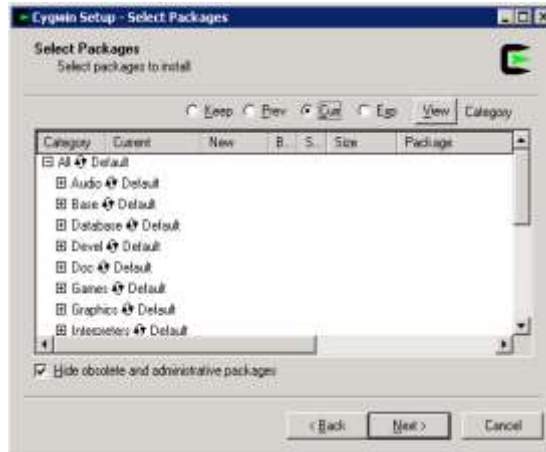 Cygwin Setup - Select Packages
Select Packages
Select packages to install
Keep Prev Curr Exp View Category
Category Current New B... S... Size Package
All Default
Audio Default
Base Default
Database Default
Devel Default
Doc Default
Games Default
Graphics Default
Interpreters Default
Hide obsolete and administrative packages
< Back Next > Cancel